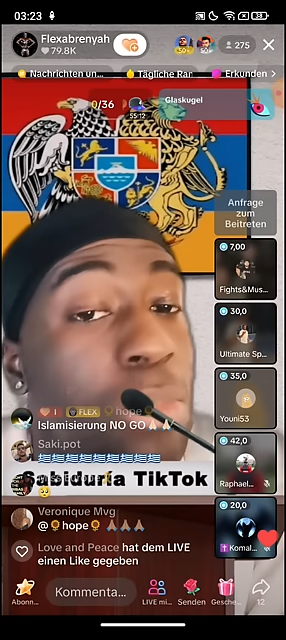 03:23
58
Flexabrenyah
79.8K
275
Nachrichten un...
Tägliche Ran
Erkunden
0/36
55:12
Glaskugel
Anfrage
zum
Beitreten
7,00
Fights&Mus...
30,0
Ultimate Sp...
35,0
Youni53
42,0
Raphael...
20,0
Komal...
FLEX hope
Islamisierung NO GO
Saki.pot
Sabiduría TikTok
Veronique Mvg
@🌻hope🌻 🙏🙏🙏
Love and Peace hat dem LIVE
einen Like gegeben
Abonn...
Kommenta...
LIVE mi...
Senden
Gesche...
12